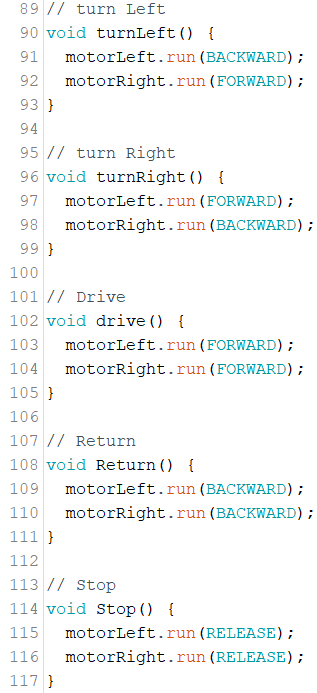 89 // turn Left
90 void turnLeft() {
91   motorLeft.run(BACKWARD);
92   motorRight.run(FORWARD);
93 }
94
95 // turn Right
96 void turnRight() {
97   motorLeft.run(FORWARD);
98   motorRight.run(BACKWARD);
99 }
100
101 // Drive
102 void drive() {
103   motorLeft.run(FORWARD);
104   motorRight.run(FORWARD);
105 }
106
107 // Return
108 void Return() {
109   motorLeft.run(BACKWARD);
110   motorRight.run(BACKWARD);
111 }
112
113 // Stop
114 void Stop() {
115   motorLeft.run(RELEASE);
116   motorRight.run(RELEASE);
117 }